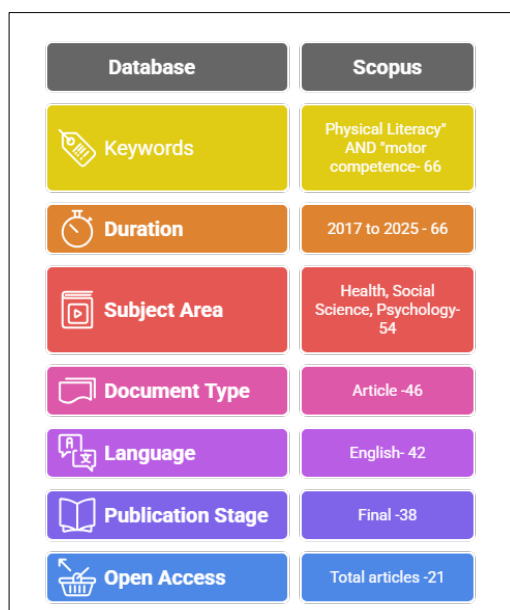 Database
Scopus
Keywords
Physical Literacy"
AND "motor
competence- 66
Duration
2017 to 2025 - 66
Subject Area
Health, Social
Science, Psychology-
54
Document Type
Article -46
Language
English- 42
Publication Stage
Final -38
Open Access
Total articles -21